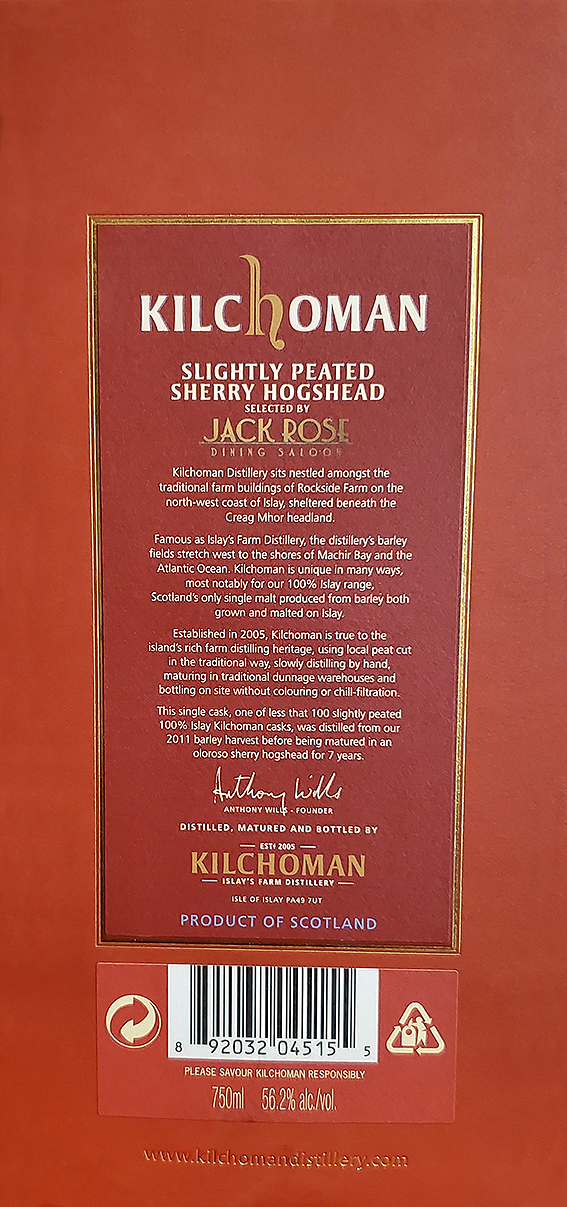 KILCHOMAN
SLIGHTLY PEATED
SHERRY HOGSHEAD
SELECTED BY
JACK ROSE
DINING SALOON
Kilchoman Distillery sits nestled amongst the
traditional farm buildings of Rockside Farm on the
north-west coast of Islay, sheltered beneath the
Creag Mhor headland.
Famous as Islay's Farm Distillery, the distillery's barley
fields stretch west to the shores of Machir Bay and the
Atlantic Ocean. Kilchoman is unique in many ways,
most notably for our 100% Islay range,
Scotland's only single malt produced from barley both
grown and malted on Islay.
Established in 2005, Kilchoman is true to the
island's rich farm distilling heritage, using local peat cut
in the traditional way, slowly distilling by hand,
maturing in traditional dunnage warehouses and
bottling on site without colouring or chill-filtration.
This single cask, one of less that 100 slightly peated
100% Islay Kilchoman casks, was distilled from our
2011 barley harvest before being matured in an
oloroso sherry hogshead for 7 years.
Anthony Wills
ANTHONY WILLS - FOUNDER
DISTILLED, MATURED AND BOTTLED BY
ESTD 2005
KILCHOMAN
ISLAY'S FARM DISTILLERY
ISLE OF ISLAY PA49 7UT
PRODUCT OF SCOTLAND
8 92032 04515 5
PLEASE SAVOUR KILCHOMAN RESPONSIBLY
750ml 56.2% alc./vol.
www.kilchomandistillery.com